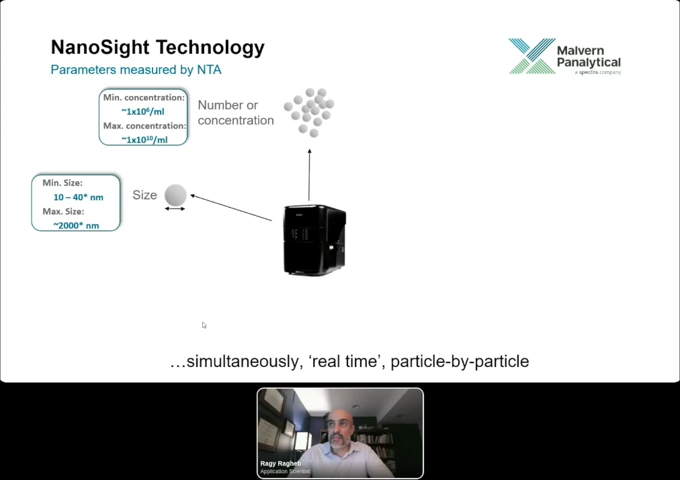 NanoSight Technology
Parameters measured by NTA
Malvern
Panalytical
a spectris company
Min. concentration:
~1x10⁶/ml
Max. concentration:
~1x10¹⁰/ml
Number or
concentration
Min. Size:
10 – 40* nm
Max. Size:
~2000* nm
Size
…simultaneously, ‘real time’, particle-by-particle
Ragy Ragheb
Application Scientist